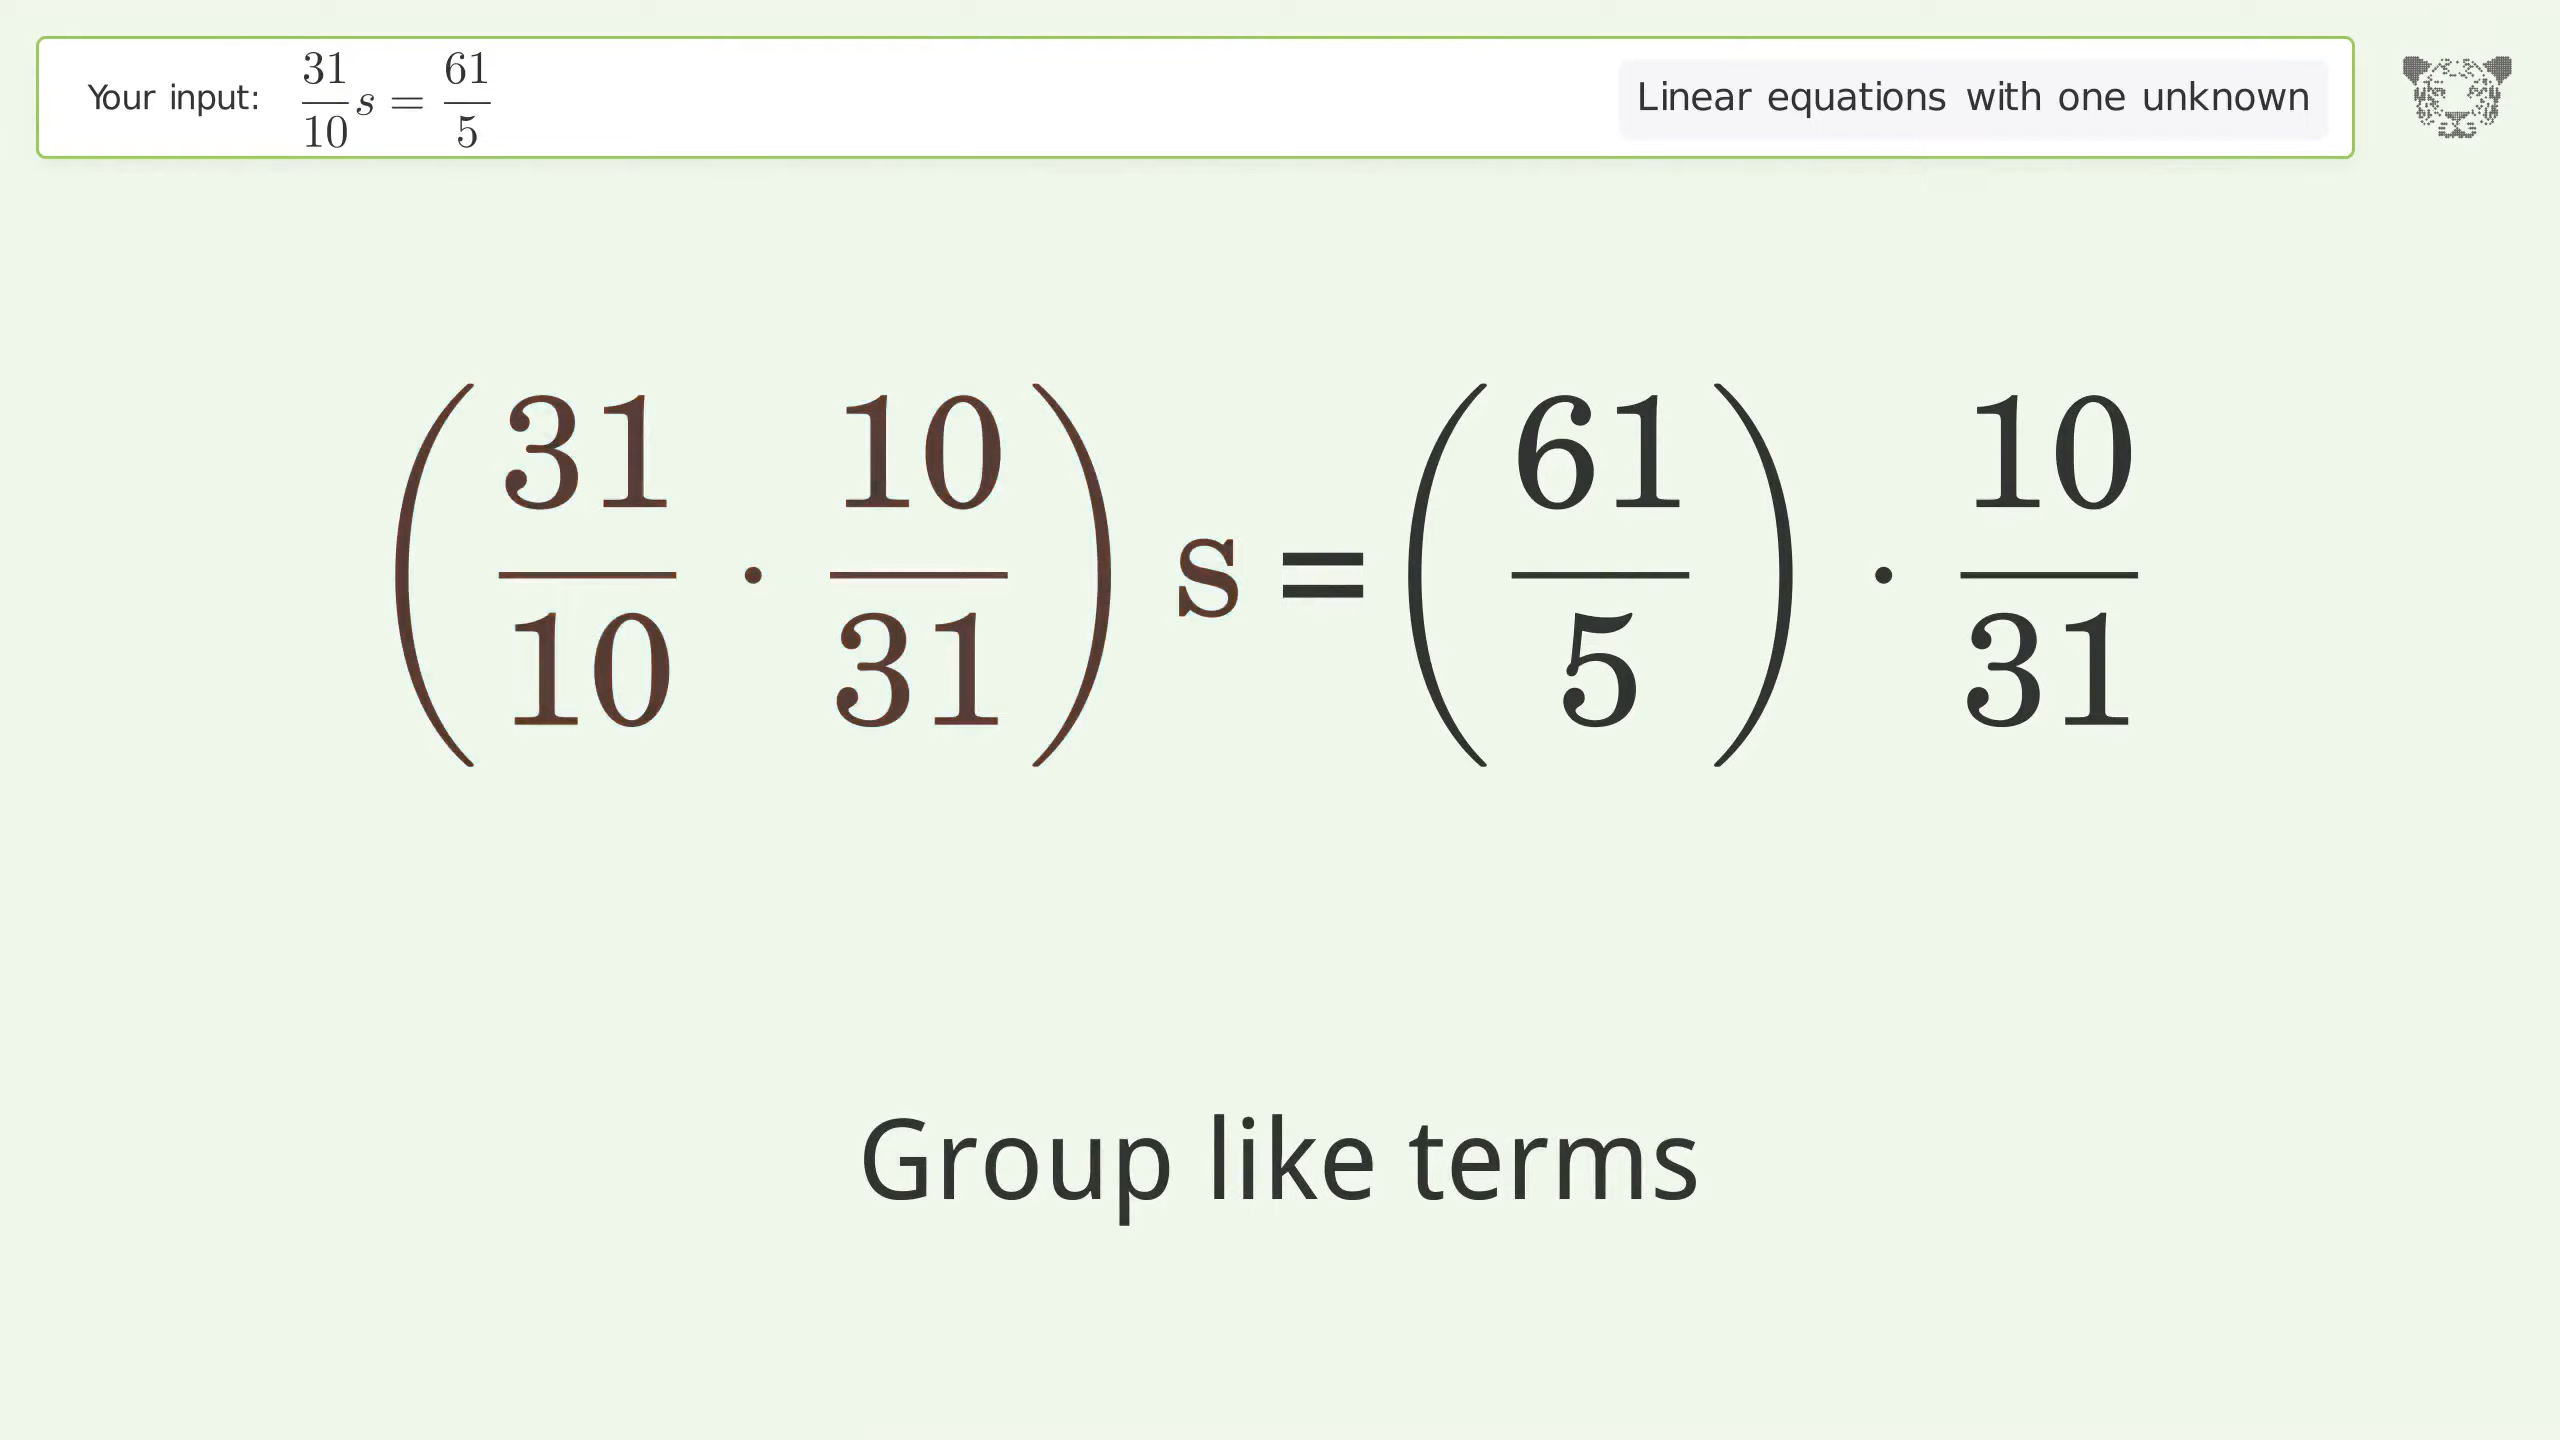 Your input: 31/10 s = 61/5 Linear equations with one unknown
(31/10 · 10/31) s = (61/5) · 10/31
Group like terms